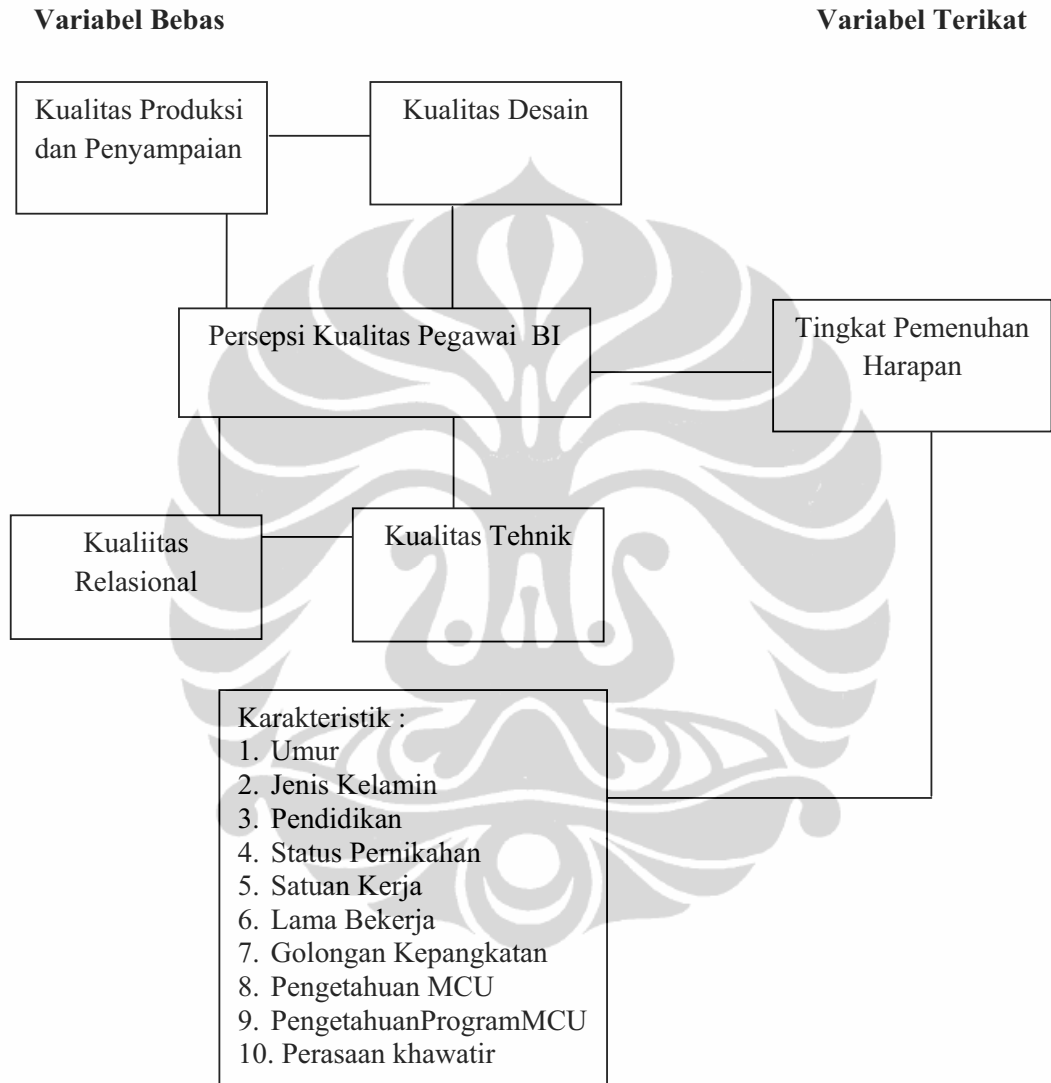 Variabel Bebas
Variabel Terikat
Kualitas Produksi
dan Penyampaian
Kualitas Desain
Persepsi Kualitas Pegawai BI
Tingkat Pemenuhan
Harapan
Kualiitas
Relasional
Kualitas Tehnik
Karakteristik :
1. Umur
2. Jenis Kelamin
3. Pendidikan
4. Status Pernikahan
5. Satuan Kerja
6. Lama Bekerja
7. Golongan Kepangkatan
8. Pengetahuan MCU
9. PengetahuanProgramMCU
10. Perasaan khawatir